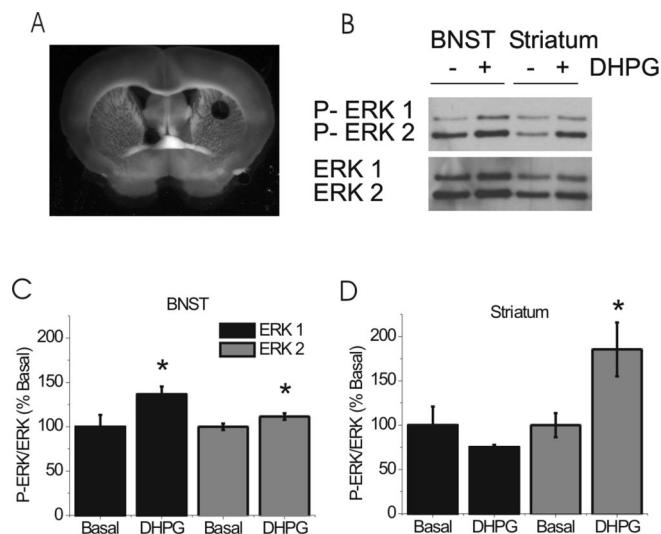 A
B
BNST Striatum
- + - + DHPG
P- ERK 1
P- ERK 2
ERK 1
ERK 2
C
BNST
ERK 1
ERK 2
P-ERK/ERK (% Basal)
200
150
100
50
0
*
*
Basal DHPG Basal DHPG
D
Striatum
P-ERK/ERK (% Basal)
200
150
100
50
0
*
Basal DHPG Basal DHPG